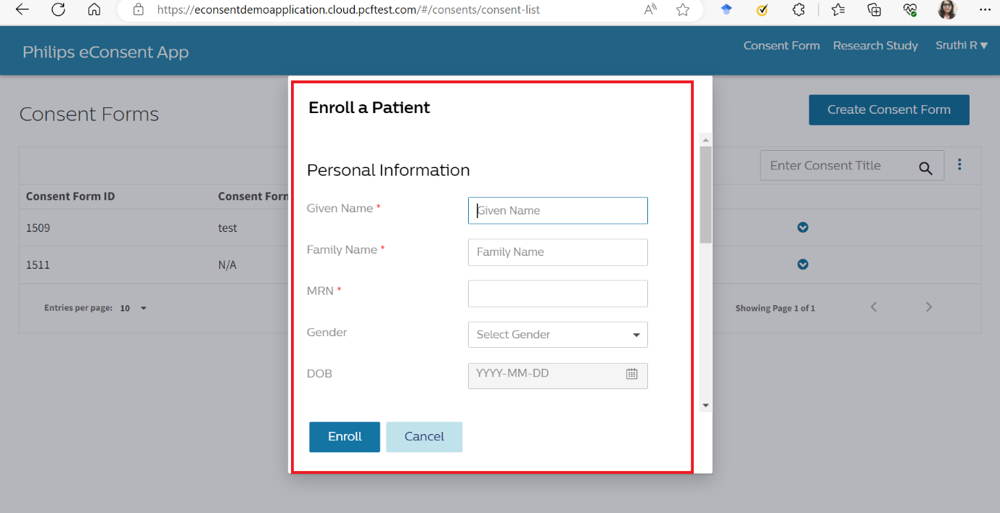 https://econsentdemoapplication.cloud.pcftest.com/#/consents/consent-list
Philips eConsent App
Consent Form Research Study Sruthi R
Consent Forms
Create Consent Form
Enter Consent Title
Consent Form ID Consent Form
1509 test
1511 N/A
Entries per page: 10
Showing Page 1 of 1
Enroll a Patient
Personal Information
Given Name * Given Name
Family Name * Family Name
MRN *
Gender Select Gender
DOB YYYY-MM-DD
Enroll Cancel